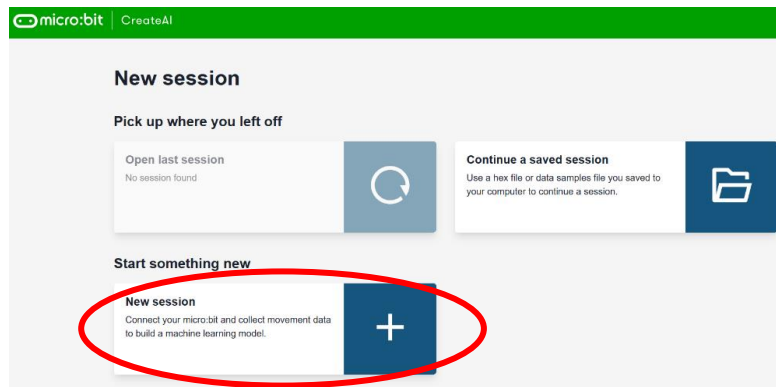 micro:bit CreateAI
New session
Pick up where you left off
Open last session
No session found
Continue a saved session
Use a hex file or data samples file you saved to
your computer to continue a session.
Start something new
New session
Connect your micro:bit and collect movement data
to build a machine learning model.